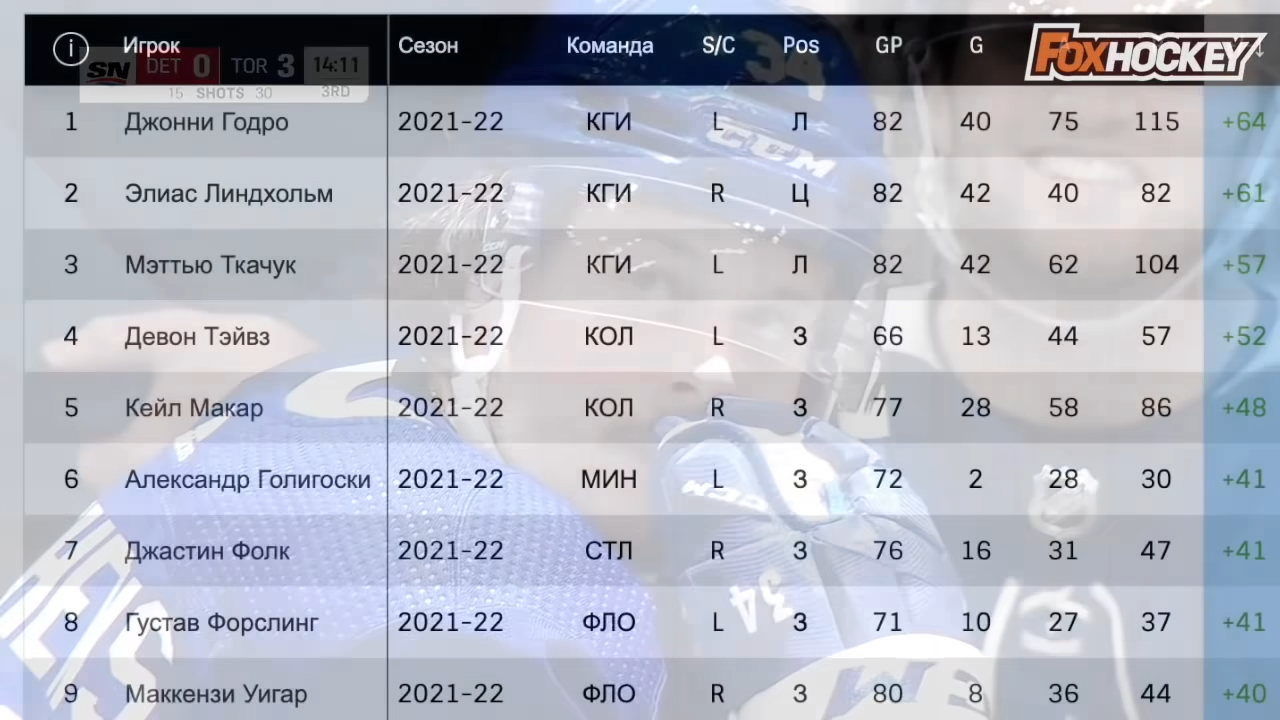 i Игрок Сезон Команда S/C Pos GP G
FOXHOCKEY
SN DET 0 TOR 3 14:11
15 SHOTS 30 3RD
1 Джонни Годро 2021-22 КГИ L Л 82 40 75 115 +64
2 Элиас Линдхольм 2021-22 КГИ R Ц 82 42 40 82 +61
3 Мэттью Ткачук 2021-22 КГИ L Л 82 42 62 104 +57
4 Девон Тэйвз 2021-22 КОЛ L З 66 13 44 57 +52
5 Кейл Макар 2021-22 КОЛ R З 77 28 58 86 +48
6 Александр Голигоски 2021-22 МИН L З 72 2 28 30 +41
7 Джастин Фолк 2021-22 СТЛ R З 76 16 31 47 +41
8 Густав Форслинг 2021-22 ФЛО L З 71 10 27 37 +41
9 Маккензи Уигар 2021-22 ФЛО R З 80 8 36 44 +40
34
CCM
CCM
34